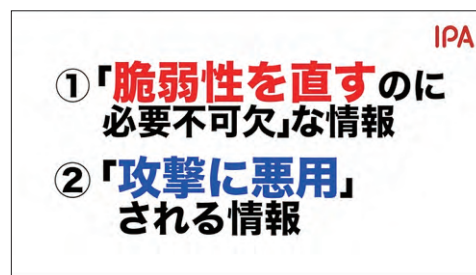 IPA
①「脆弱性を直すのに
必要不可欠」な情報
②「攻撃に悪用」
される情報